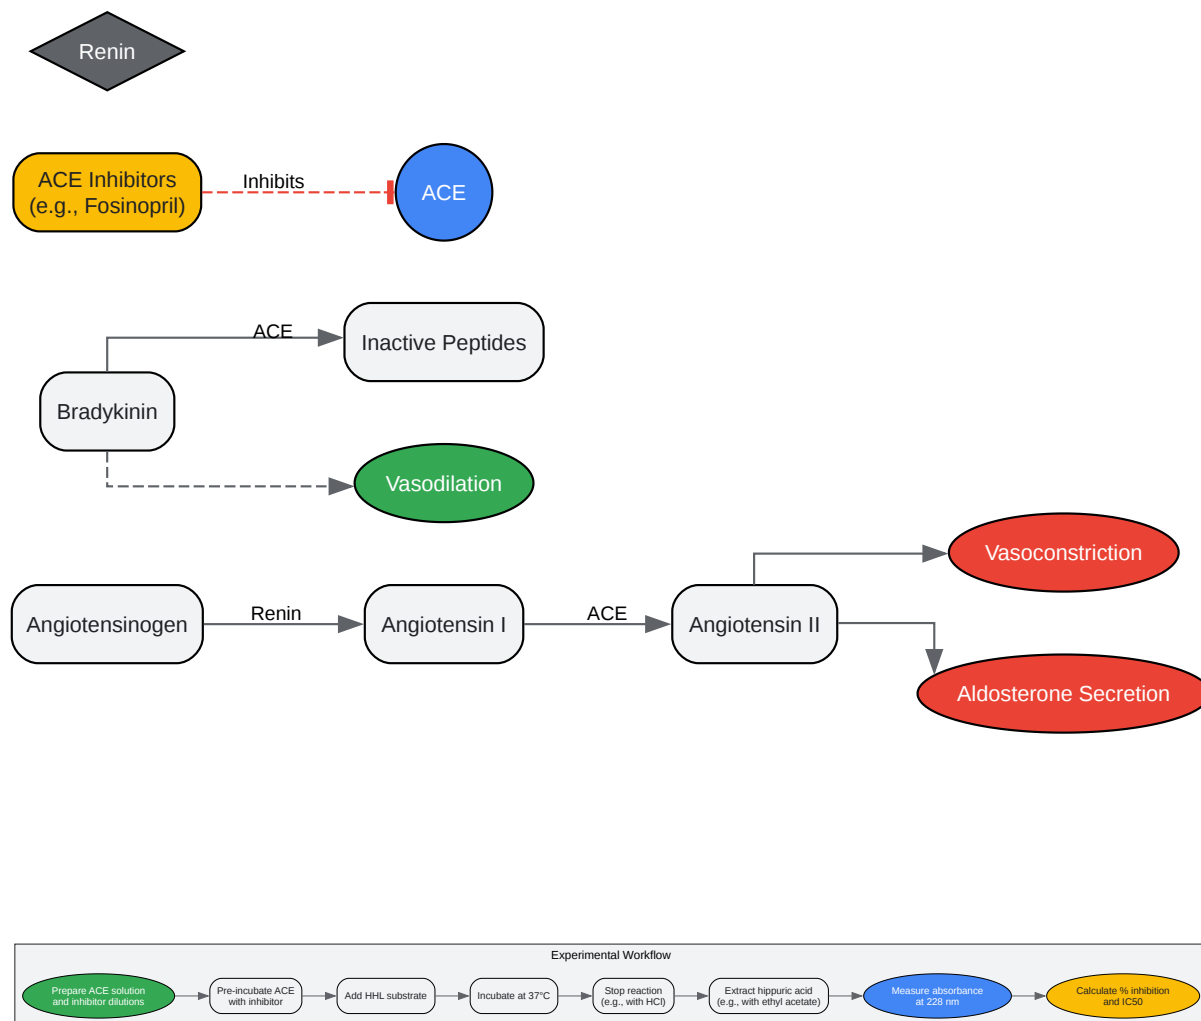 Renin
ACE Inhibitors
(e.g., Fosinopril)
Inhibits
ACE
ACE
Inactive Peptides
Bradykinin
Vasodilation
Vasoconstriction
Angiotensinogen
Renin
Angiotensin I
ACE
Angiotensin II
Aldosterone Secretion
Experimental Workflow
Prepare ACE solution
and inhibitor dilutions
Pre-incubate ACE
with inhibitor
Add HHL substrate
Incubate at 37°C
Stop reaction
(e.g., with HCl)
Extract hippuric acid
(e.g., with ethyl acetate)
Measure absorbance
at 228 nm
Calculate % inhibition
and IC50